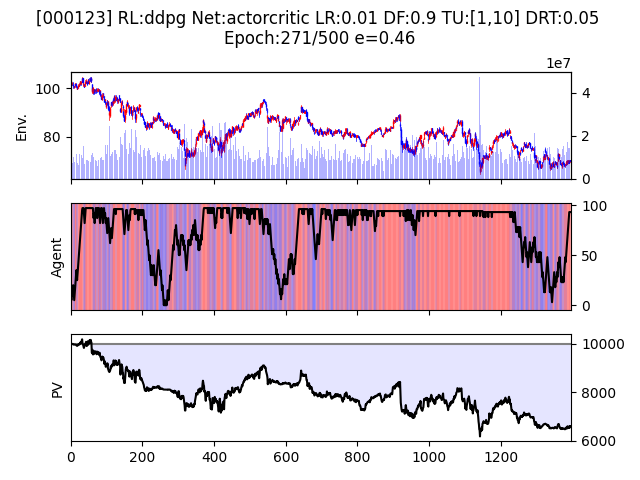 [000123] RL:ddpg Net:actorcritic LR:0.01 DF:0.9 TU:[1,10] DRT:0.05
Epoch:271/500 e=0.46
1e7
100
80
Env.
4
2
0
Agent
100
50
0
PV
10000
8000
6000
0 200 400 600 800 1000 1200